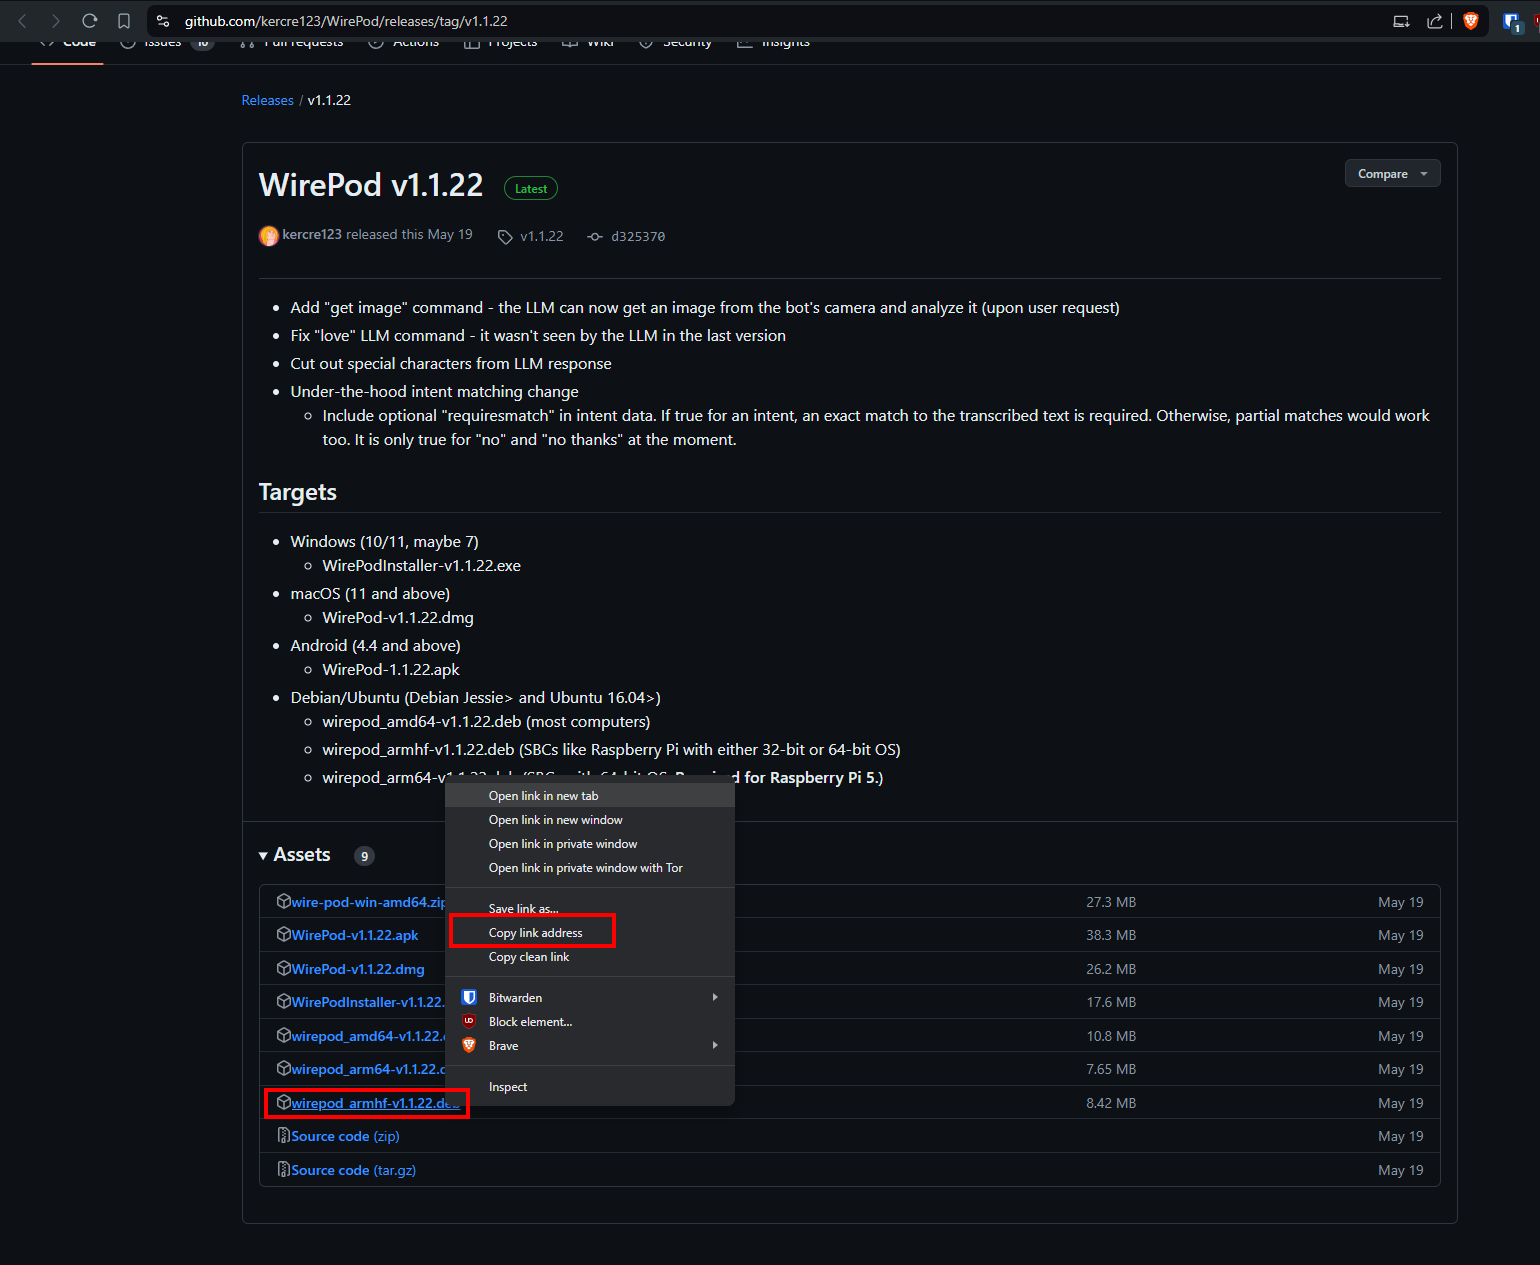 github.com/kercre123/WirePod/releases/tag/v1.1.22
1
Code Issues 10 Pull requests Actions Projects Wiki Security Insights
Releases / v1.1.22
WirePod v1.1.22 Latest
Compare
kercre123 released this May 19 v1.1.22 d325370
Add "get image" command - the LLM can now get an image from the bot's camera and analyze it (upon user request)
Fix "love" LLM command - it wasn't seen by the LLM in the last version
Cut out special characters from LLM response
Under-the-hood intent matching change
Include optional "requiresmatch" in intent data. If true for an intent, an exact match to the transcribed text is required. Otherwise, partial matches would work
too. It is only true for "no" and "no thanks" at the moment.
Targets
Windows (10/11, maybe 7)
WirePodInstaller-v1.1.22.exe
macOS (11 and above)
WirePod-v1.1.22.dmg
Android (4.4 and above)
WirePod-1.1.22.apk
Debian/Ubuntu (Debian Jessie> and Ubuntu 16.04>)
wirepod_amd64-v1.1.22.deb (most computers)
wirepod_armhf-v1.1.22.deb (SBCs like Raspberry Pi with either 32-bit or 64-bit OS)
wirepod_arm64-v1.1.22.deb (SBCs with 64-bit OS. Required for Raspberry Pi 5.)
Open link in new tab
Open link in new window
Open link in private window
Open link in private window with Tor
Save link as...
Copy link address
Copy clean link
Bitwarden
Block element...
Brave
Inspect
Assets 9
wire-pod-win-amd64.zip 27.3 MB May 19
WirePod-v1.1.22.apk 38.3 MB May 19
WirePod-v1.1.22.dmg 26.2 MB May 19
WirePodInstaller-v1.1.22. 17.6 MB May 19
wirepod_amd64-v1.1.22. 10.8 MB May 19
wirepod_arm64-v1.1.22.d 7.65 MB May 19
wirepod_armhf-v1.1.22.deb 8.42 MB May 19
Source code (zip) May 19
Source code (tar.gz) May 19